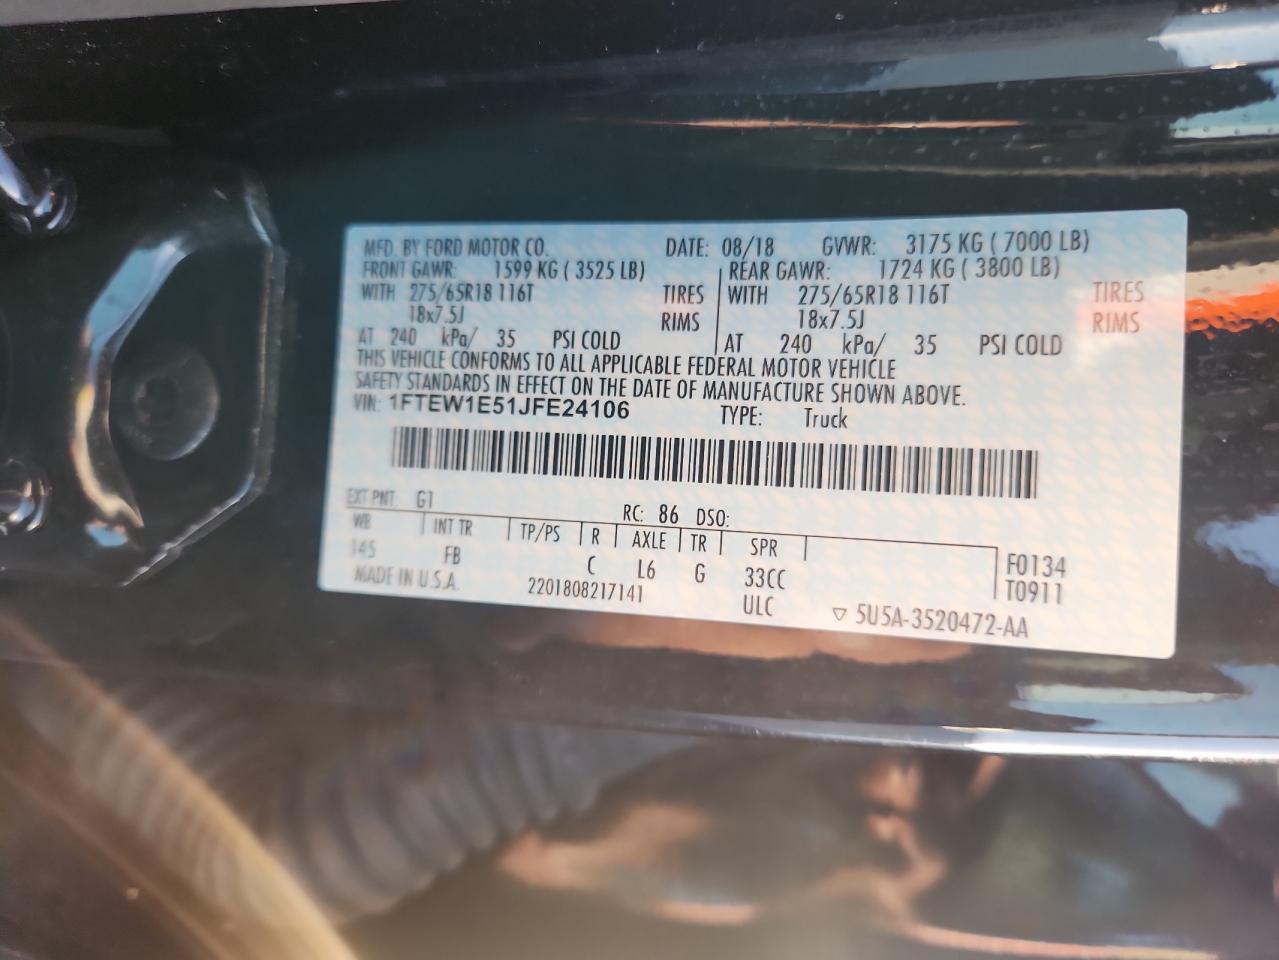 MFD. BY FORD MOTOR CO. DATE: 08/18 GVWR: 3175 KG ( 7000 LB)
FRONT GAWR: 1599 KG ( 3525 LB) REAR GAWR: 1724 KG ( 3800 LB)
WITH 275/65R18 116T TIRES WITH 275/65R18 116T TIRES
18x7.5J RIMS 18x7.5J RIMS
AT 240 kPa/ 35 PSI COLD AT 240 kPa/ 35 PSI COLD
THIS VEHICLE CONFORMS TO ALL APPLICABLE FEDERAL MOTOR VEHICLE
SAFETY STANDARDS IN EFFECT ON THE DATE OF MANUFACTURE SHOWN ABOVE.
VIN: 1FTEW1E51JFE24106 TYPE: Truck
EXT PNT: G1 RC: 86 DSO:
WB INT TR TP/PS R AXLE TR SPR
145 FB C L6 G 33CC F0134
MADE IN U.S.A. 2201808217141 ULC T0911
▽ 5U5A-3520472-AA